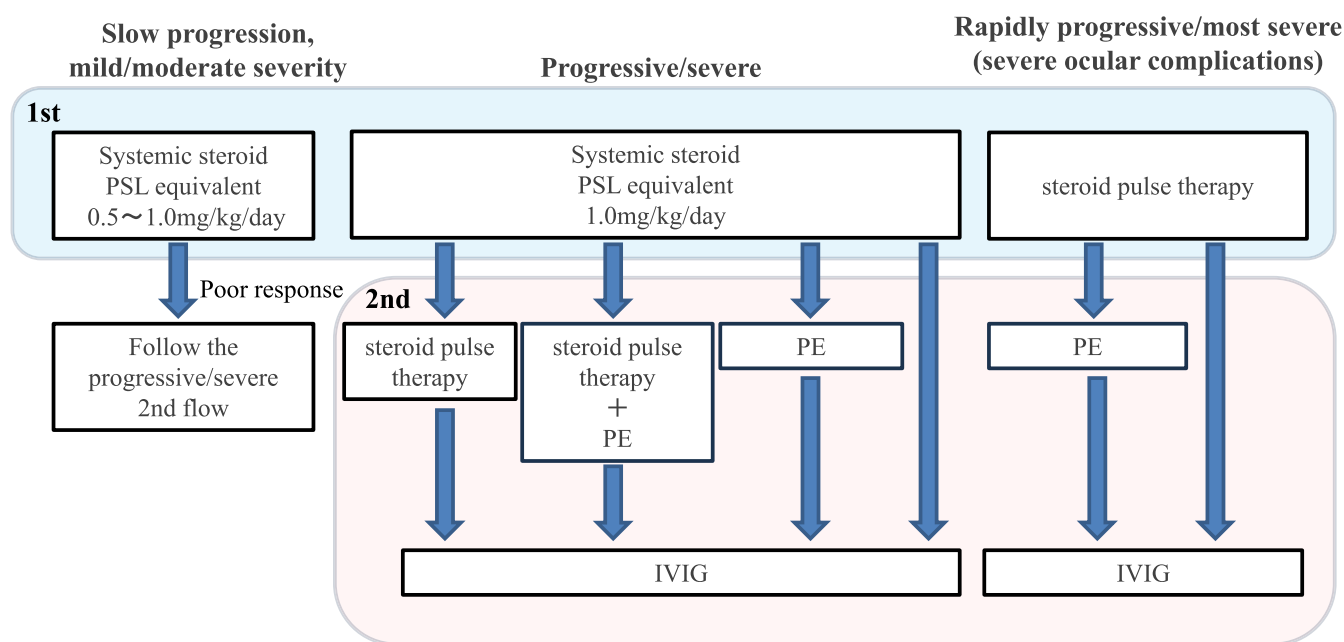 Slow progression,
mild/moderate severity
Progressive/severe
Rapidly progressive/most severe
(severe ocular complications)
1st
Systemic steroid
PSL equivalent
0.5～1.0mg/kg/day
Systemic steroid
PSL equivalent
1.0mg/kg/day
steroid pulse therapy
Poor response
2nd
Follow the
progressive/severe
2nd flow
steroid pulse
therapy
steroid pulse
therapy
＋
PE
PE
PE
IVIG
IVIG